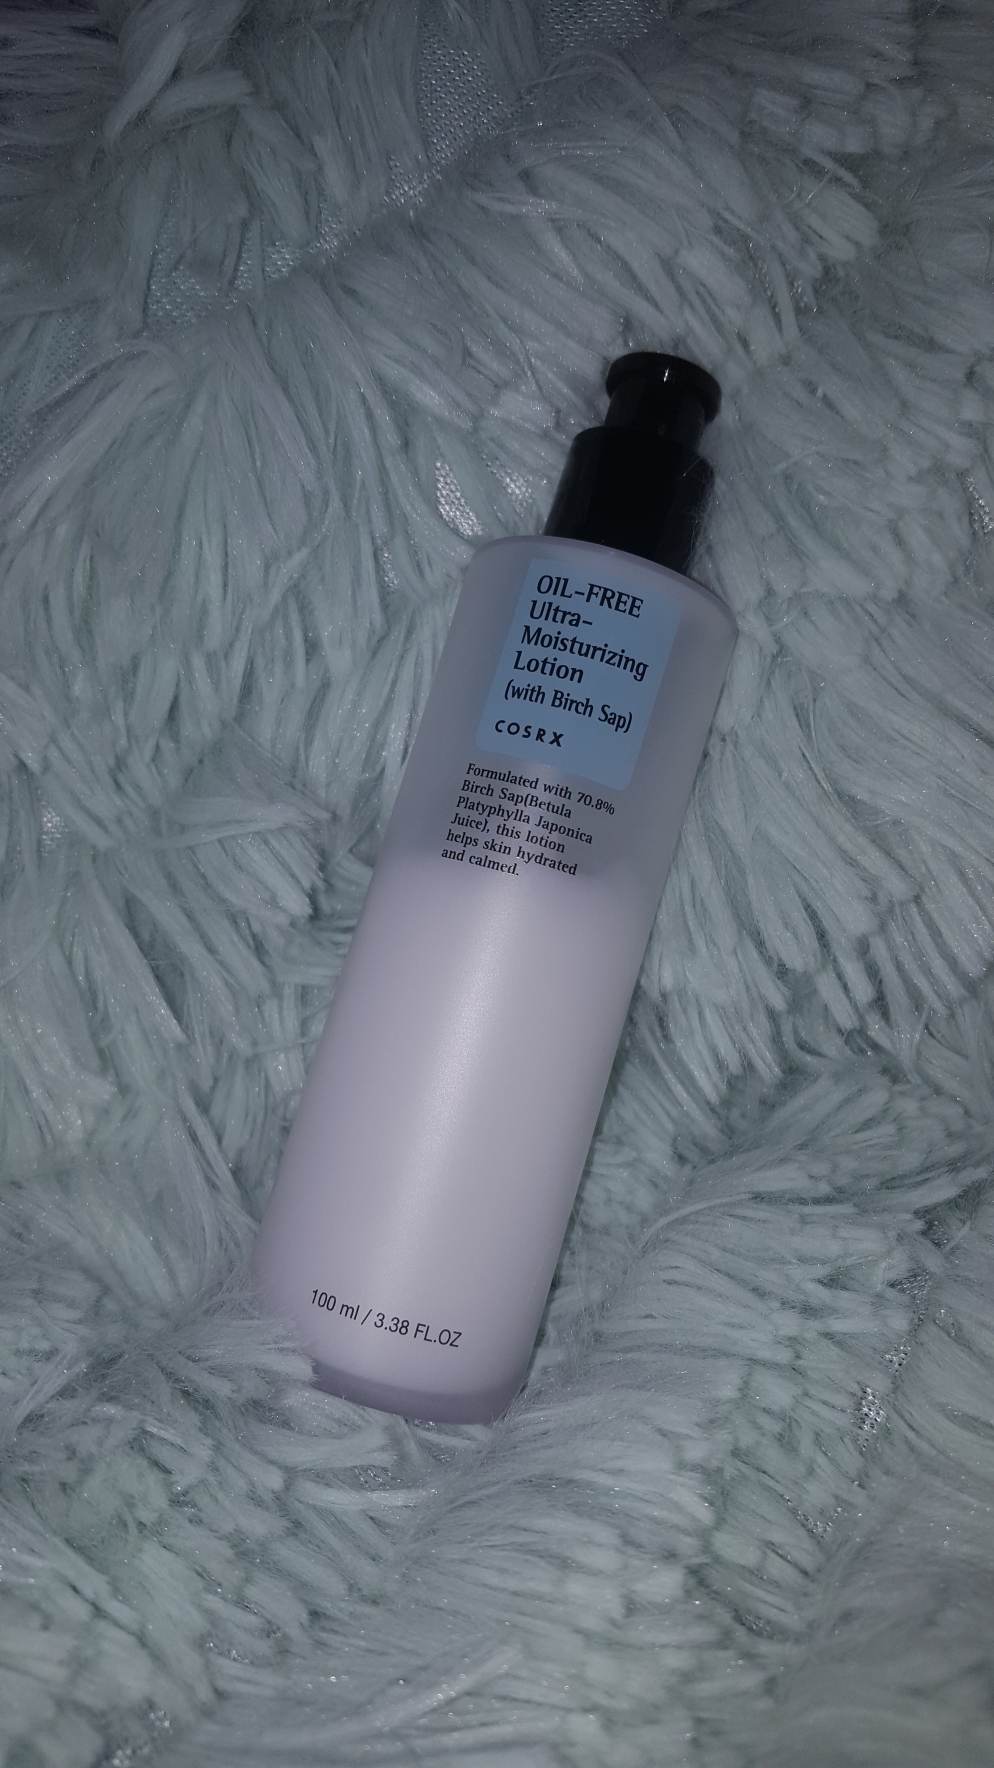 OIL-FREE
Ultra-
Moisturizing
Lotion
(with Birch Sap)
COSRX
Formulated with 70.8%
Birch Sap(Betula
Platyphylla Japonica
Juice), this lotion
helps skin hydrated
and calmed.
100 ml / 3.38 FL.OZ